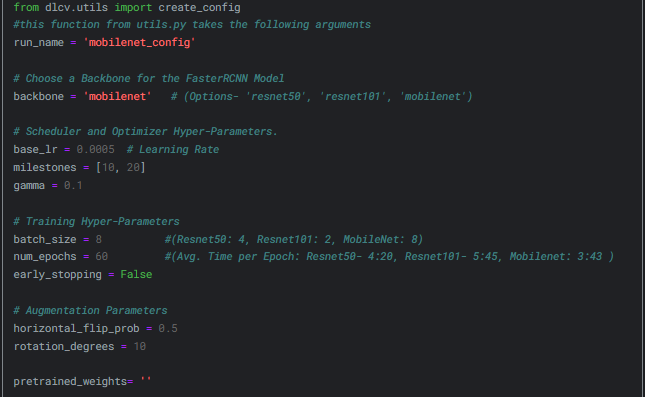 from dlcv.utils import create_config
#this function from utils.py takes the following arguments
run_name = 'mobilenet_config'
# Choose a Backbone for the FasterRCNN Model
backbone = 'mobilenet'   # (Options- 'resnet50', 'resnet101', 'mobilenet')
# Scheduler and Optimizer Hyper-Parameters.
base_lr = 0.0005  # Learning Rate
milestones = [10, 20]
gamma = 0.1
# Training Hyper-Parameters
batch_size = 8          #(Resnet50: 4, Resnet101: 2, MobileNet: 8)
num_epochs = 60         #(Avg. Time per Epoch: Resnet50- 4:20, Resnet101- 5:45, Mobilenet: 3:43 )
early_stopping = False
# Augmentation Parameters
horizontal_flip_prob = 0.5
rotation_degrees = 10
pretrained_weights= ''